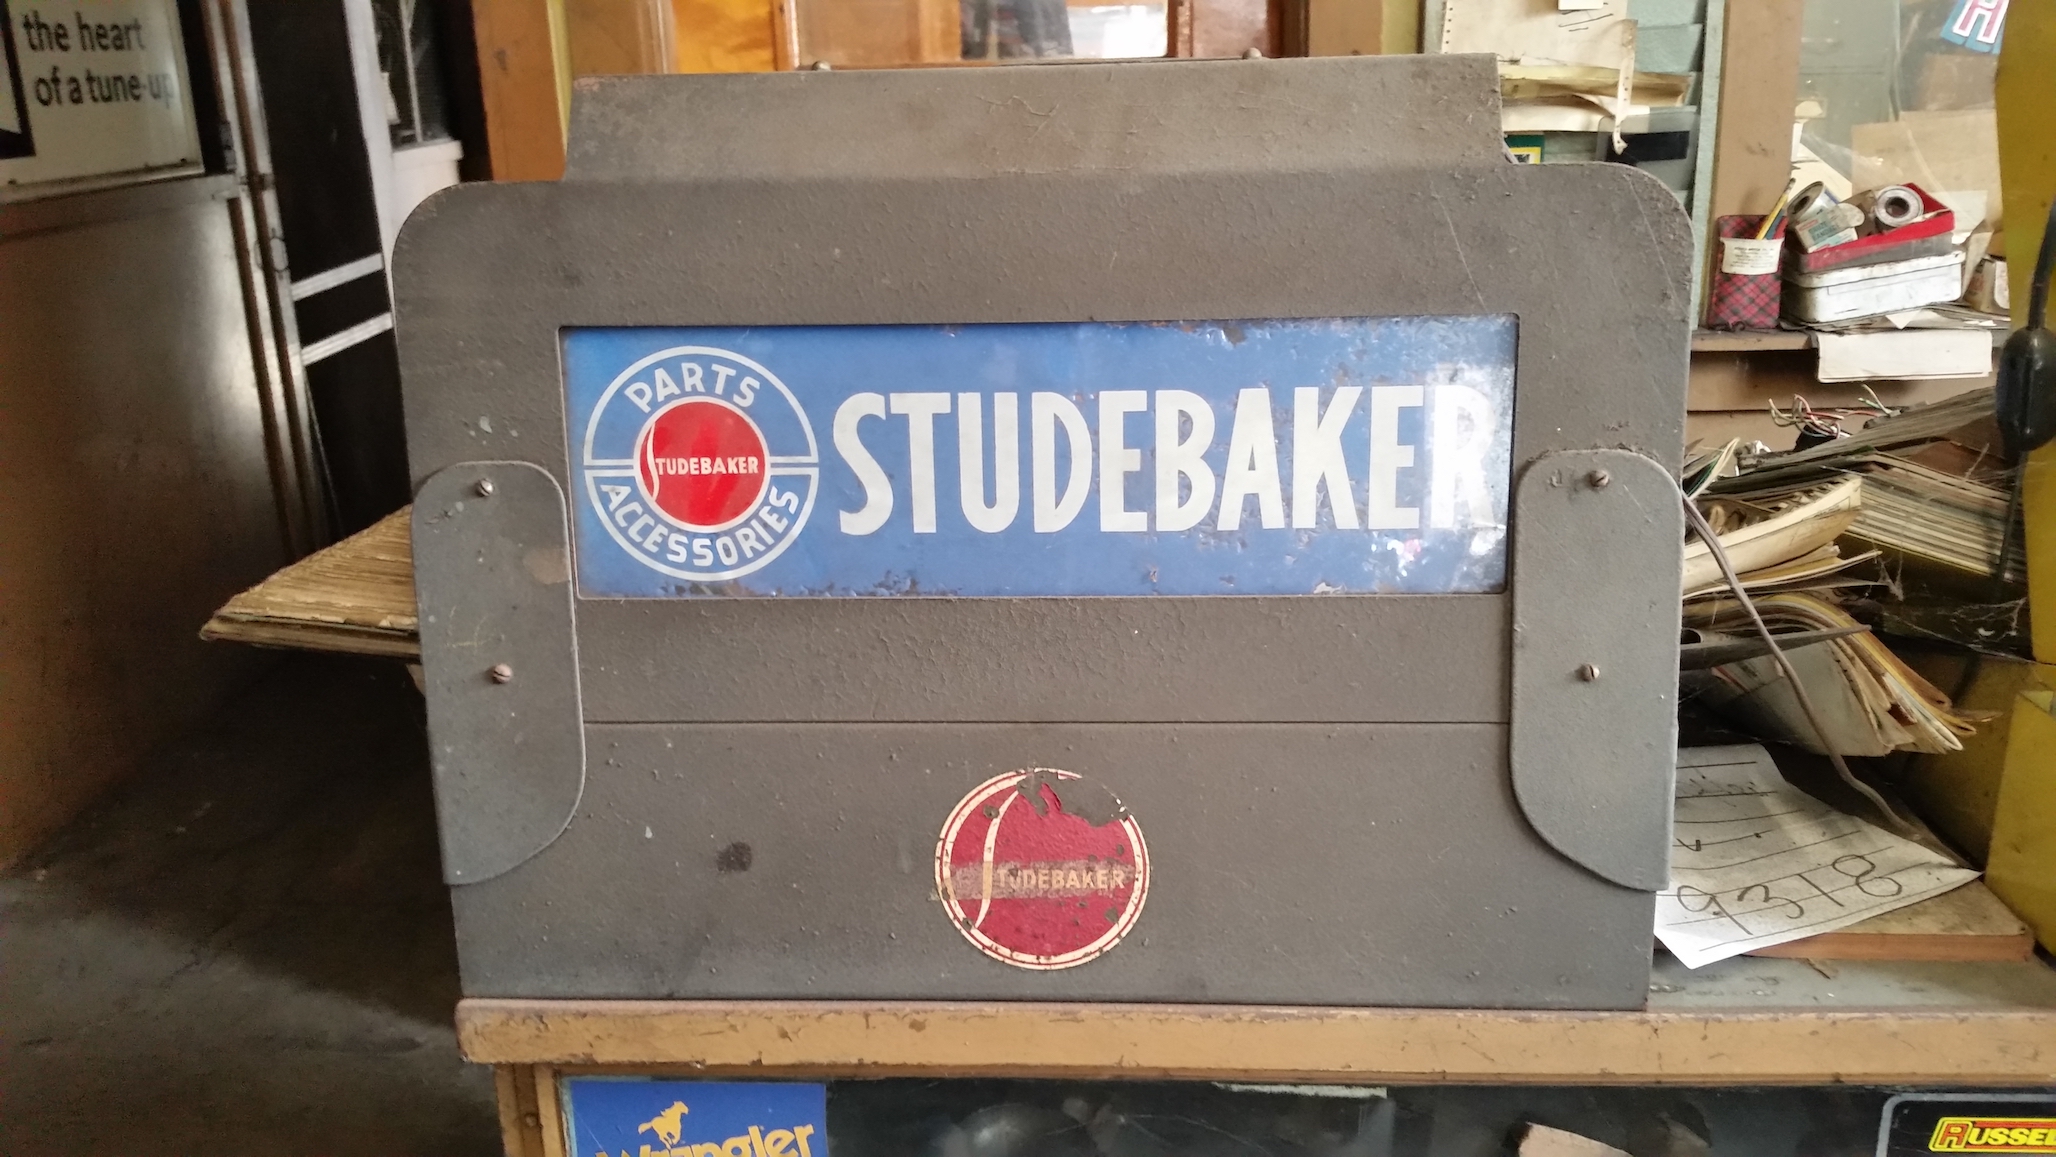 the heart
of a tune-up
PARTS
STUDEBAKER
ACCESSORIES
STUDEBAKER
STUDEBAKER
9318
Wrangler
RUSSEL